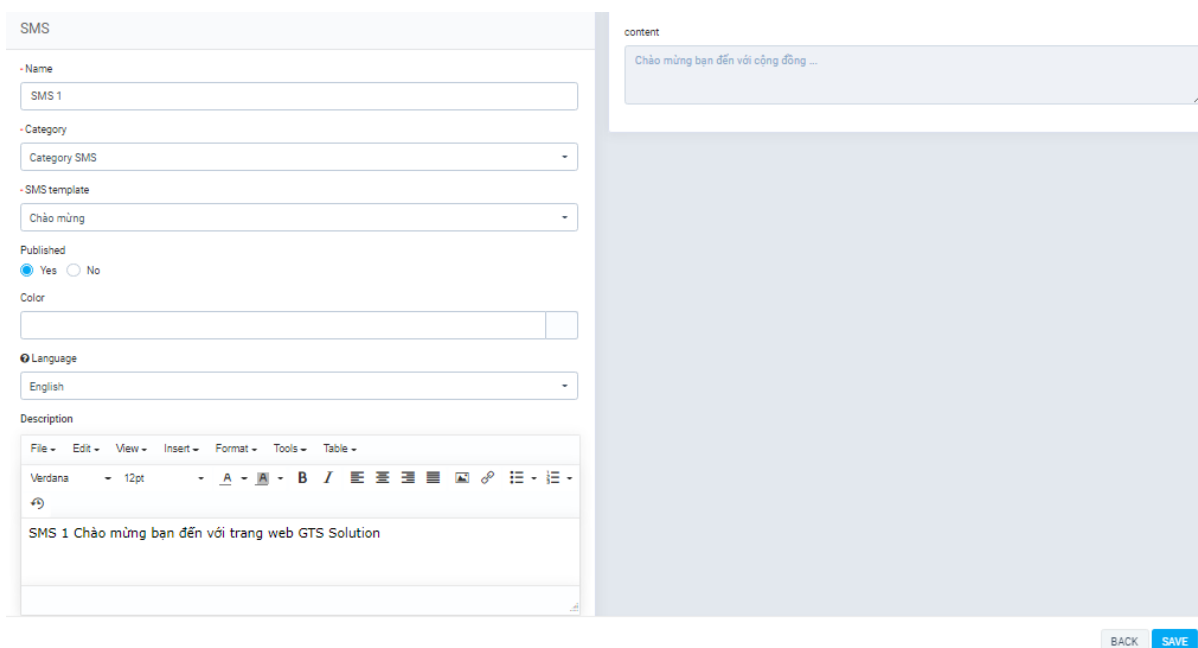 SMS
- Name
SMS 1
- Category
Category SMS
- SMS template
Chào mừng
Published
Yes No
Color
Language
English
Description
File Edit View Insert Format Tools Table
Verdana 12pt A A B I
SMS 1 Chào mừng bạn đến với trang web GTS Solution
content
Chào mừng bạn đến với cộng đồng ...
BACK SAVE